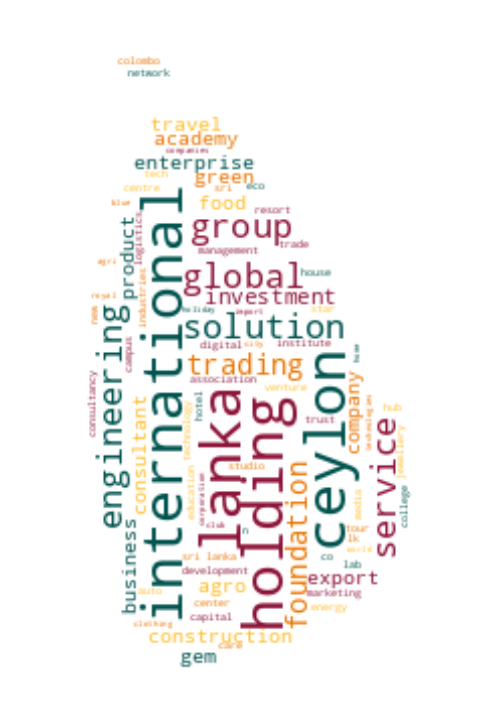 colombo
network
travel
academy
companies
enterprise
tech
green
centre
sri
eco
blue
food
resort
group
trade
management
logistics
product
international
global
house
agri
investment
royal
industries
holiday
import
star
new
solution
engineering
digital
city
institute
home
campus
trading
association
venture
ceylon
consultancy
lanka
holding
hotel
trust
company
technologies
hub
consultant
technology
service
jewellery
studio
education
corporation
foundation
media
college
club
n
tour
lk
business
sri lanka
co
world
lab
development
export
auto
agro
marketing
center
energy
capital
clothing
construction
care
gem